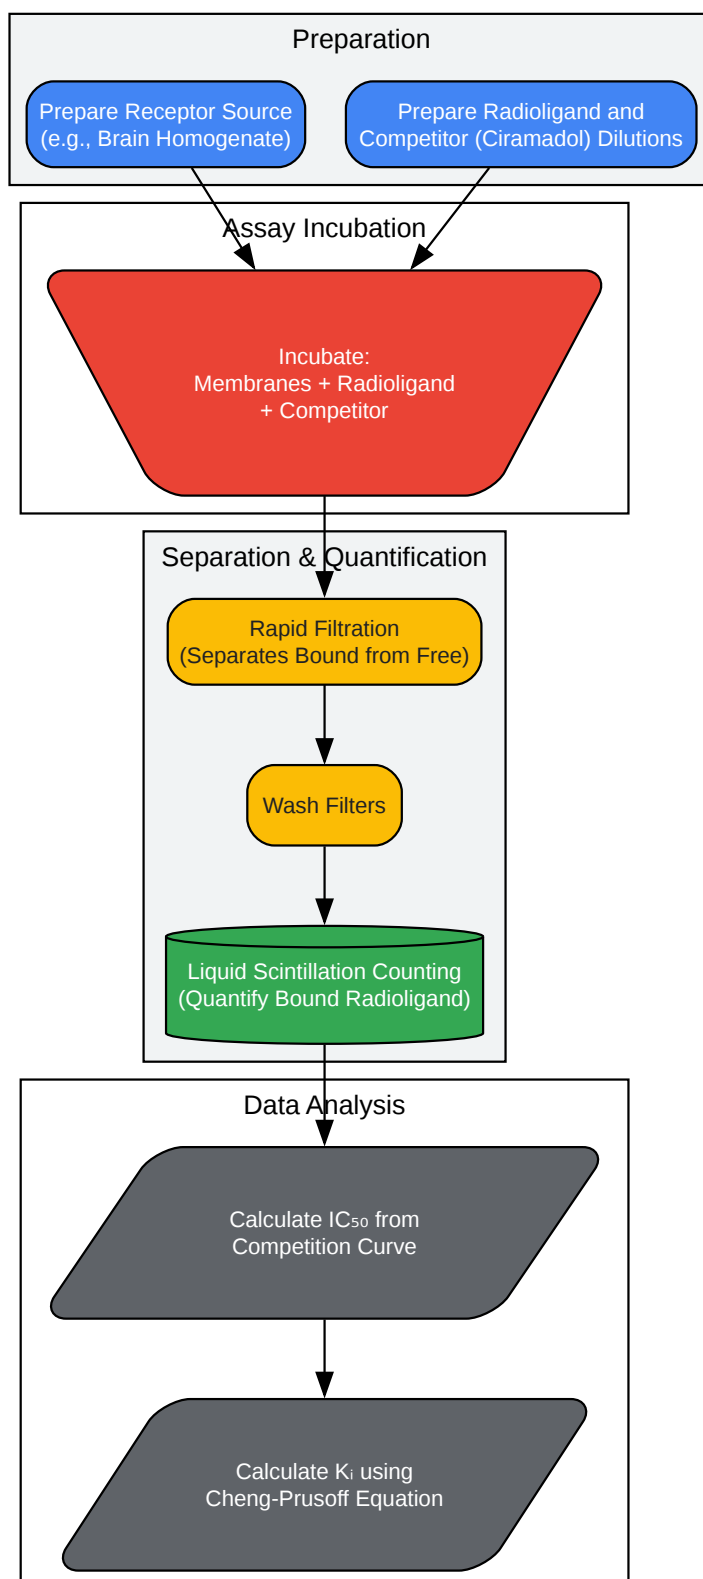 Preparation
Prepare Receptor Source
(e.g., Brain Homogenate)
Prepare Radioligand and
Competitor (Ciramadol) Dilutions
Assay Incubation
Incubate:
Membranes + Radioligand
+ Competitor
Separation & Quantification
Rapid Filtration
(Separates Bound from Free)
Wash Filters
Liquid Scintillation Counting
(Quantify Bound Radioligand)
Data Analysis
Calculate IC₅₀ from
Competition Curve
Calculate Kᵢ using
Cheng-Prusoff Equation